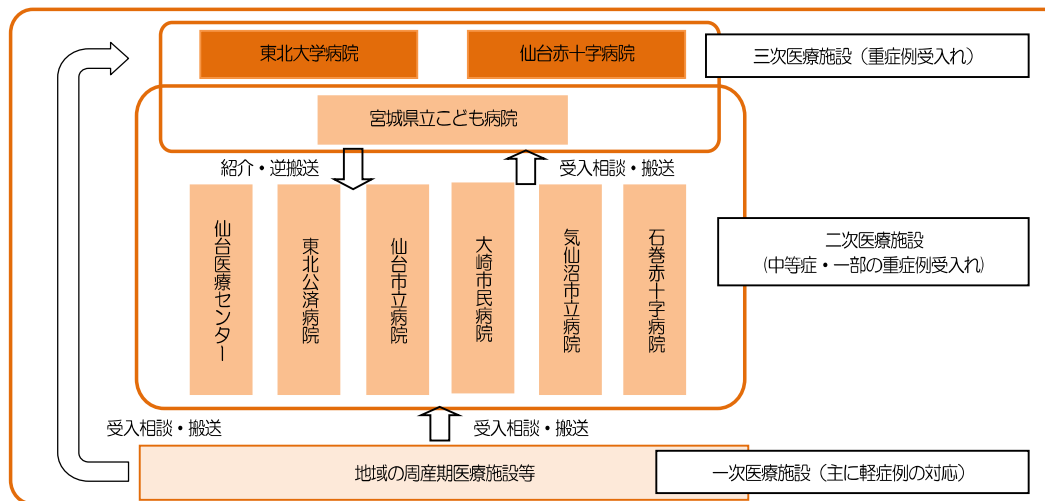 東北大学病院
仙台赤十字病院
三次医療施設（重症例受入れ）
宮城県立こども病院
紹介・逆搬送
受入相談・搬送
仙台医療センター
東北公済病院
仙台市立病院
大崎市民病院
気仙沼市立病院
石巻赤十字病院
二次医療施設
(中等症・一部の重症例受入れ)
受入相談・搬送
受入相談・搬送
地域の周産期医療施設等
一次医療施設（主に軽症例の対応）